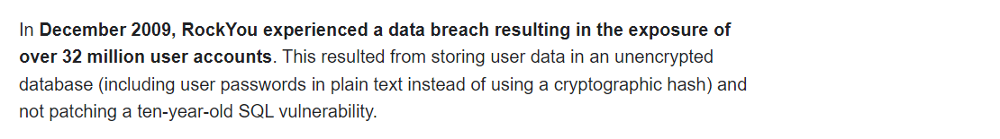 In December 2009, RockYou experienced a data breach resulting in the exposure of
over 32 million user accounts. This resulted from storing user data in an unencrypted
database (including user passwords in plain text instead of using a cryptographic hash) and
not patching a ten-year-old SQL vulnerability.